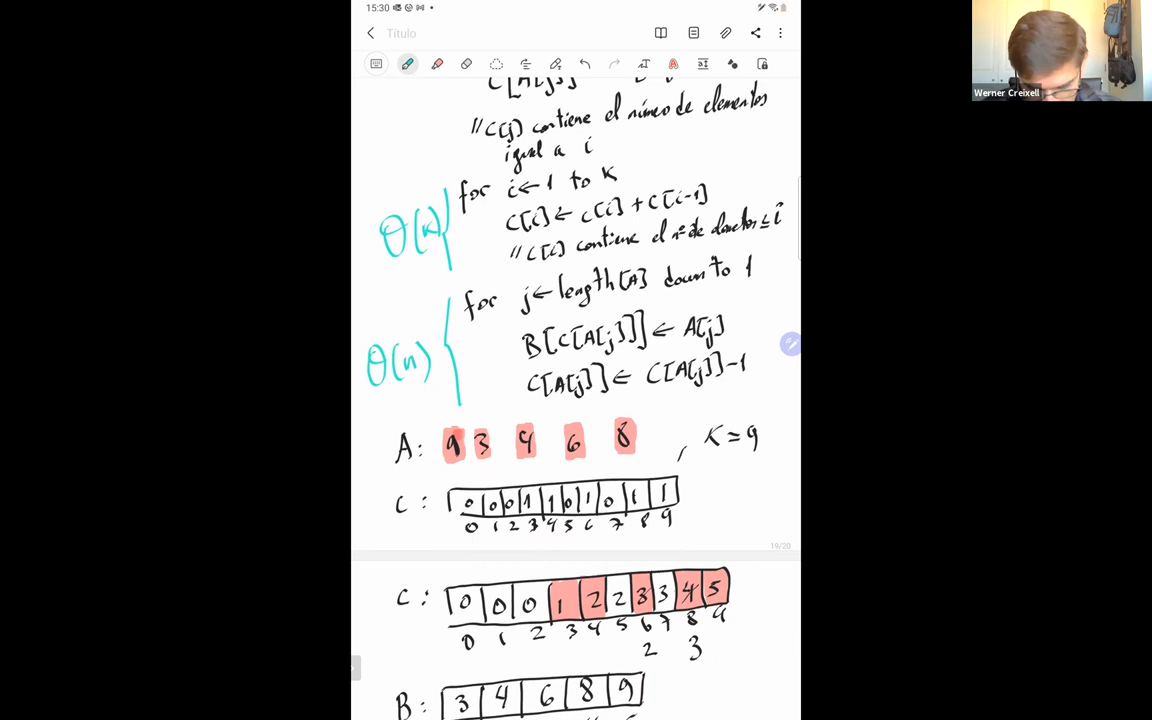 15:30
Título
Werner Creixell
C[A[j]]
//C[j] contiene el número de elementos
igual a i
for i←1 to K
C[i] ← C[i] + C[i-1]
θ(k)
//C[i] contiene el nº de ≤ i
for j←length[A] down to 1
B[C[A[j]]] ← A[j]
θ(n)
C[A[j]] ← C[A[j]]-1
A: 9 3 4 6 8 , K=9
C: 0 0 0 1 1 0 1 0 1 1
0 1 2 3 4 5 6 7 8 9
19/20
C: 0 0 0 1 2 2 3 3 4 5
0 1 2 3 4 5 6 7 8 9
2 3
B: 3 4 6 8 9